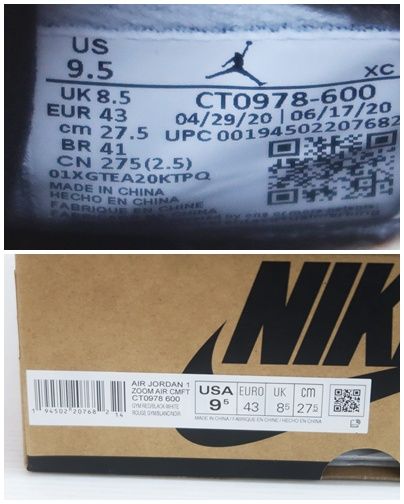 US
9.5
XC
UK 8.5
CT0978-600
EUR 43
04/29/20 | 06/17/20
cm 27.5
UPC 00194502207682
BR 41
CN 275(2.5)
01XGTEA20KTPQ
MADE IN CHINA
HECHO EN CHINA
FABRIQUE EN CHINE
NIK
AIR JORDAN 1
ZOOM AIR CMFT
CT0978 600
GYM RED/BLACK-WHITE
ROUGE GYM/BLANC/NOIR
USA
9⁵
EURO
43
UK
8⁵
cm
27⁵
MADE IN CHINA / FABRIQUE EN CHINE / HECHO EN CHINA
1 94502 20768 2 54